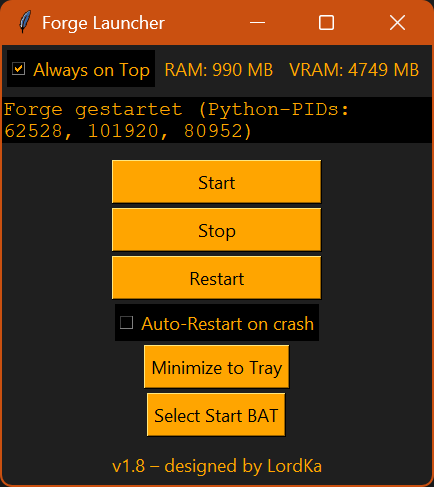 Forge Launcher
Always on Top RAM: 990 MB VRAM: 4749 MB
Forge gestartet (Python-PIDs:
62528, 101920, 80952)
Start
Stop
Restart
Auto-Restart on crash
Minimize to Tray
Select Start BAT
v1.8 – designed by LordKa